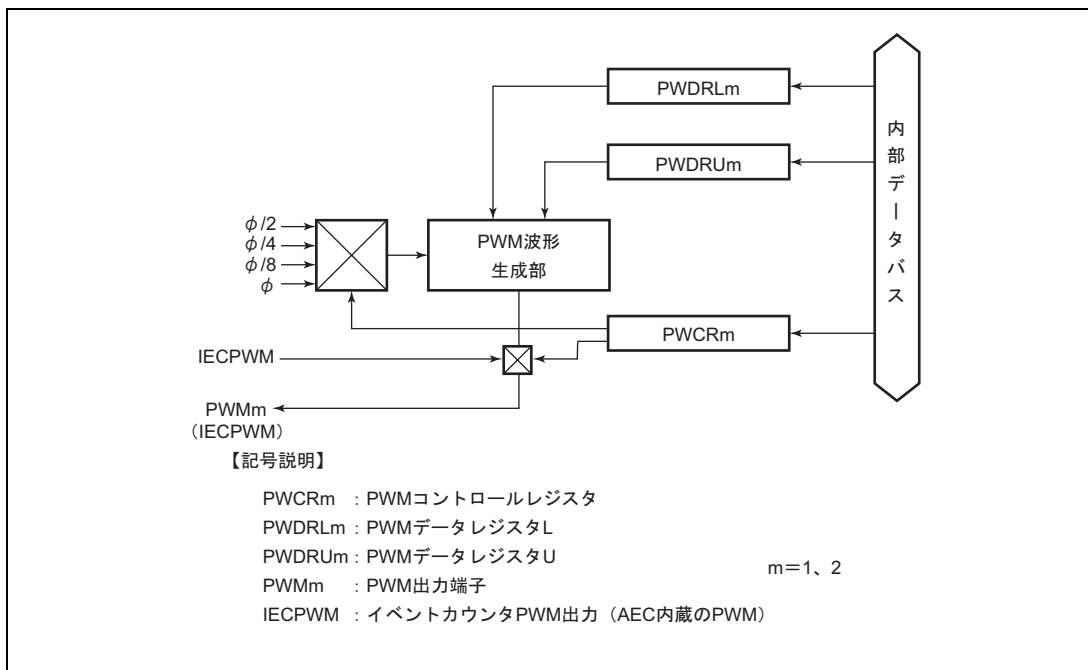 PWDRLm
内部データバス
PWDRUm
φ/2
φ/4
φ/8
φ
PWM波形
生成部
PWCRm
IECPWM
PWMm
（IECPWM）
【記号説明】
PWCRm ：PWMコントロールレジスタ
PWDRLm：PWMデータレジスタL
PWDRUm：PWMデータレジスタU
m＝1、2
PWMm ：PWM出力端子
IECPWM ：イベントカウンタPWM出力（AEC内蔵のPWM）